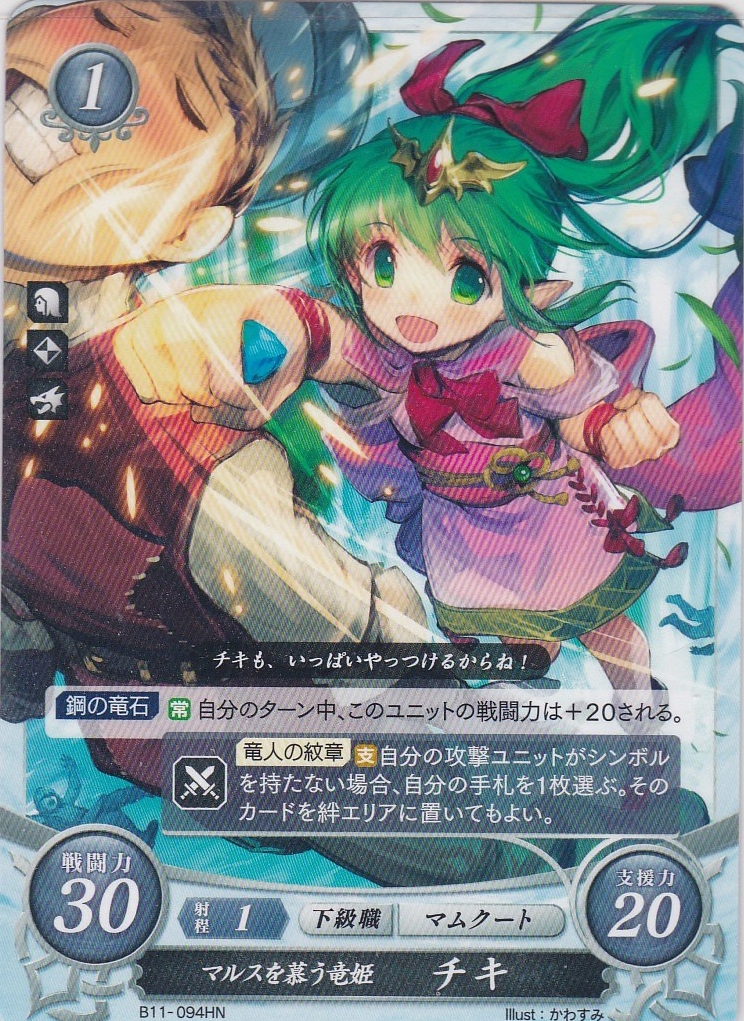 1
チキも、いっぱいやっつけるからね!
鋼の竜石 常 自分のターン中、このユニットの戦闘力は+20される。
竜人の紋章 支 自分の攻撃ユニットがシンボル
を持たない場合、自分の手札を1枚選ぶ。その
カードを絆エリアに置いてもよい。
戦闘力
30
射程 1 下級職 マムクート
支援力
20
マルスを慕う竜姫 チキ
B11-094HN Illust:かわすみ